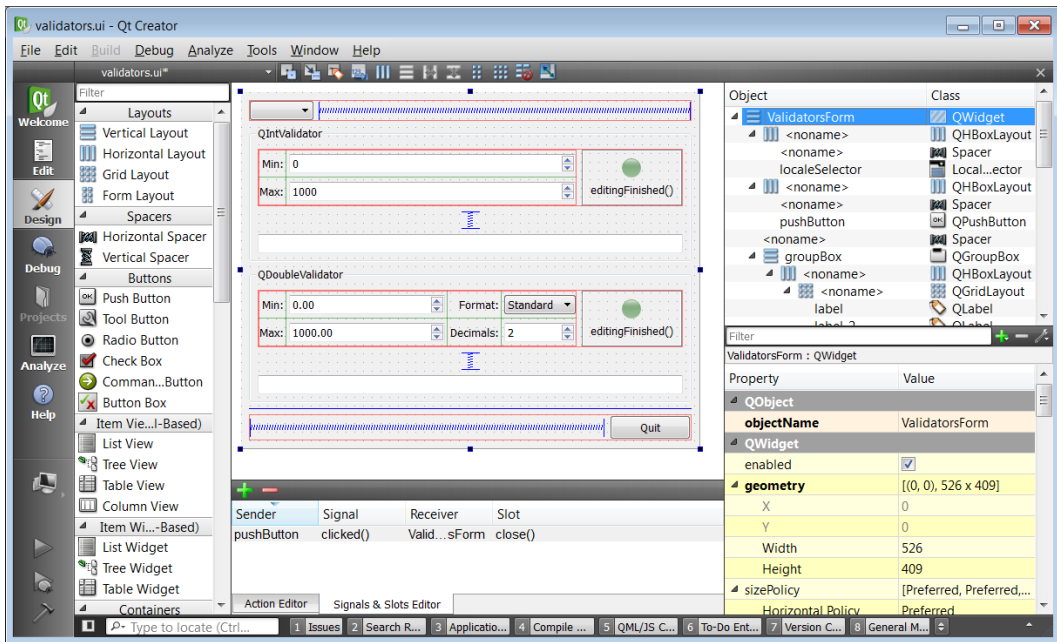 validators.ui - Qt Creator
File Edit Build Debug Analyze Tools Window Help
validators.ui*
Welcome
Edit
Design
Debug
Projects
Analyze
Help
Filter
Layouts
Vertical Layout
Horizontal Layout
Grid Layout
Form Layout
Spacers
Horizontal Spacer
Vertical Spacer
Buttons
Push Button
Tool Button
Radio Button
Check Box
Comman...Button
Button Box
Item Vie...l-Based)
List View
Tree View
Table View
Column View
Item Wi...-Based)
List Widget
Tree Widget
Table Widget
Containers
QIntValidator
Min: 0
Max: 1000
editingFinished()
QDoubleValidator
Min: 0.00 Format: Standard
Max: 1000.00 Decimals: 2
editingFinished()
Quit
Sender Signal Receiver Slot
pushButton clicked() Valid...sForm close()
Action Editor Signals & Slots Editor
Object Class
ValidatorsForm QWidget
<noname> QHBoxLayout
<noname> Spacer
localeSelector Local...ector
<noname> QHBoxLayout
<noname> Spacer
pushButton QPushButton
<noname> Spacer
groupBox QGroupBox
<noname> QHBoxLayout
<noname> QGridLayout
label QLabel
label_2 QLabel
Filter
ValidatorsForm : QWidget
Property Value
QObject
objectName ValidatorsForm
QWidget
enabled
geometry [(0, 0), 526 x 409]
X 0
Y 0
Width 526
Height 409
sizePolicy [Preferred, Preferred,...
Horizontal Policy Preferred
Type to locate (Ctrl... 1 Issues 2 Search R... 3 Applicatio... 4 Compile ... 5 QML/JS C... 6 To-Do Ent... 7 Version C... 8 General M...